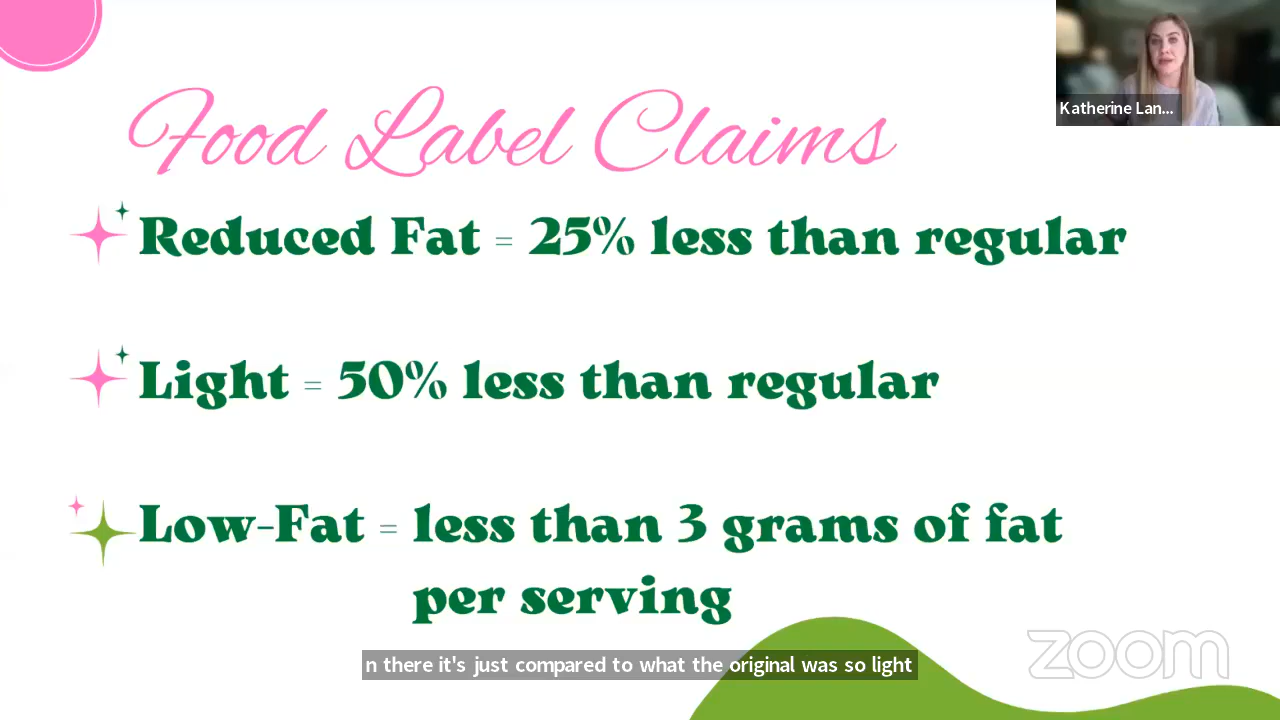 Katherine Lan...
Food Label Claims
Reduced Fat = 25% less than regular
Light = 50% less than regular
Low-Fat = less than 3 grams of fat
per serving
n there it's just compared to what the original was so light
zoom